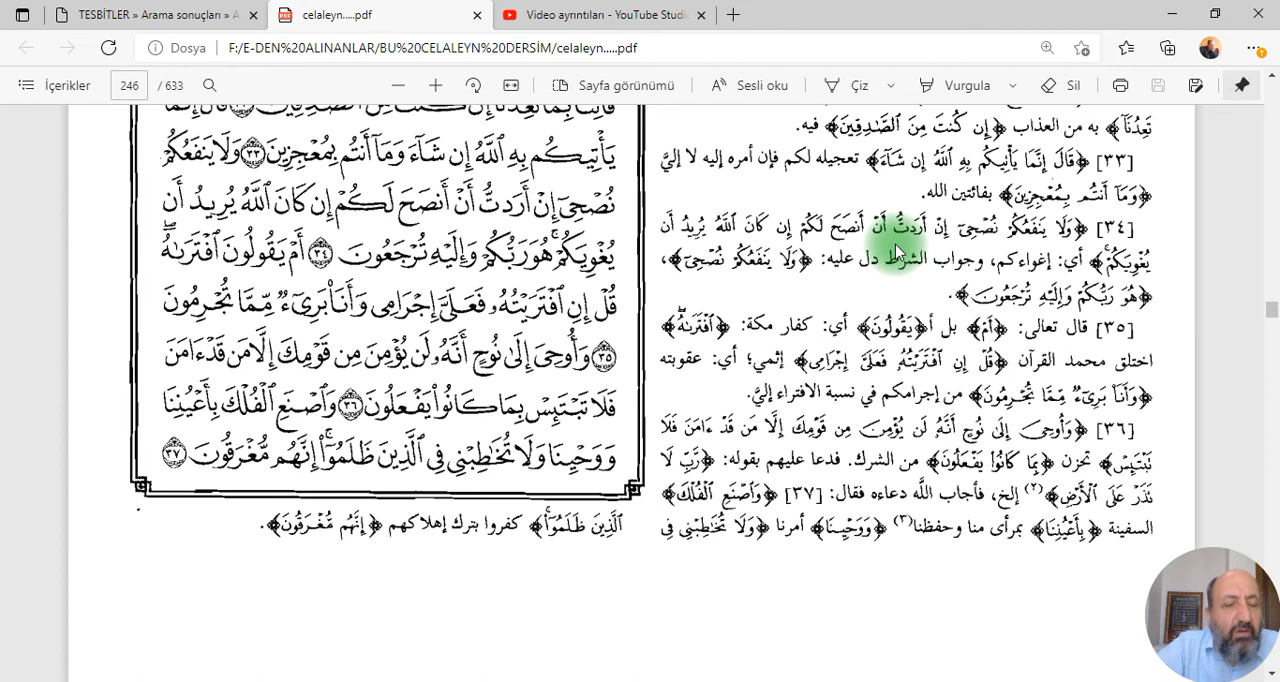 TESBİTLER » Arama sonuçları » A
celaleyn.....pdf
Video ayrıntıları - YouTube Studi
Dosya
F:/E-DEN%20ALINANLAR/BU%20CELALEYN%20DERSİM/celaleyn.....pdf
İçerikler
246
/ 633
Sayfa görünümü
Sesli oku
Çiz
Vurgula
Sil
تَعِدُنَآ﴾ به من العذاب ﴿إِن كُنتَ مِنَ ٱلصَّٰدِقِينَ﴾ فيه.
[٣٣] ﴿قَالَ إِنَّمَا يَأْتِيكُم بِهِ ٱللَّهُ إِن شَآءَ﴾ تعجيله لكم فإن أمره إليه لا إليَّ
﴿وَمَآ أَنتُم بِمُعْجِزِينَ﴾ بفائتين الله.
[٣٤] ﴿وَلَا يَنفَعُكُمْ نُصْحِىٓ إِنْ أَرَدتُّ أَنْ أَنصَحَ لَكُمْ إِن كَانَ ٱللَّهُ يُرِيدُ أَن
يُغْوِيَكُمْ﴾ أي: إغواءكم، وجواب الشرط دل عليه: ﴿وَلَا يَنفَعُكُمْ نُصْحِىٓ﴾،
﴿هُوَ رَبُّكُمْ وَإِلَيْهِ تُرْجَعُونَ﴾.
[٣٥] قال تعالى: ﴿أَمْ﴾ بل أ﴿يَقُولُونَ﴾ أي: كفار مكة: ﴿ٱفْتَرَىٰهُ﴾
اختلق محمد القرآن ﴿قُلْ إِنِ ٱفْتَرَيْتُهُۥ فَعَلَىَّ إِجْرَامِى﴾ إثمي؛ أي: عقوبته
﴿وَأَنَا۠ بَرِىٓءٌ مِّمَّا تُجْرِمُونَ﴾ من إجرامكم في نسبة الافتراء إليَّ.
[٣٦] ﴿وَأُوحِىَ إِلَىٰ نُوحٍ أَنَّهُۥ لَن يُؤْمِنَ مِن قَوْمِكَ إِلَّا مَن قَدْ ءَامَنَ فَلَا
تَبْتَئِسْ﴾ تحزن ﴿بِمَا كَانُوا۟ يَفْعَلُونَ﴾ من الشرك. فدعا عليهم بقوله: ﴿رَّبِّ لَا
تَذَرْ عَلَى ٱلْأَرْضِ﴾(٢) إلخ، فأجاب اللَّه دعاءه فقال: [٣٧] ﴿وَٱصْنَعِ ٱلْفُلْكَ﴾
السفينة ﴿بِأَعْيُنِنَا﴾ بمرأى منا وحفظنا(٣) ﴿وَوَحْيِنَا﴾ أمرنا ﴿وَلَا تُخَٰطِبْنِى فِى
يَأْتِيكُم بِهِ ٱللَّهُ إِن شَآءَ وَمَآ أَنتُم بِمُعْجِزِينَ ٣٣ وَلَا يَنفَعُكُمْ
نُصْحِىٓ إِنْ أَرَدتُّ أَنْ أَنصَحَ لَكُمْ إِن كَانَ ٱللَّهُ يُرِيدُ أَن
يُغْوِيَكُمْ هُوَ رَبُّكُمْ وَإِلَيْهِ تُرْجَعُونَ ٣٤ أَمْ يَقُولُونَ ٱفْتَرَىٰهُ
قُلْ إِنِ ٱفْتَرَيْتُهُۥ فَعَلَىَّ إِجْرَامِى وَأَنَا۠ بَرِىٓءٌ مِّمَّا تُجْرِمُونَ
٣٥ وَأُوحِىَ إِلَىٰ نُوحٍ أَنَّهُۥ لَن يُؤْمِنَ مِن قَوْمِكَ إِلَّا مَن قَدْ ءَامَنَ
فَلَا تَبْتَئِسْ بِمَا كَانُوا۟ يَفْعَلُونَ ٣٦ وَٱصْنَعِ ٱلْفُلْكَ بِأَعْيُنِنَا
وَوَحْيِنَا وَلَا تُخَٰطِبْنِى فِى ٱلَّذِينَ ظَلَمُوٓا۟ إِنَّهُم مُّغْرَقُونَ ٣٧
ٱلَّذِينَ ظَلَمُوٓا۟﴾ كفروا بترك إهلاكهم ﴿إِنَّهُم مُّغْرَقُونَ﴾.